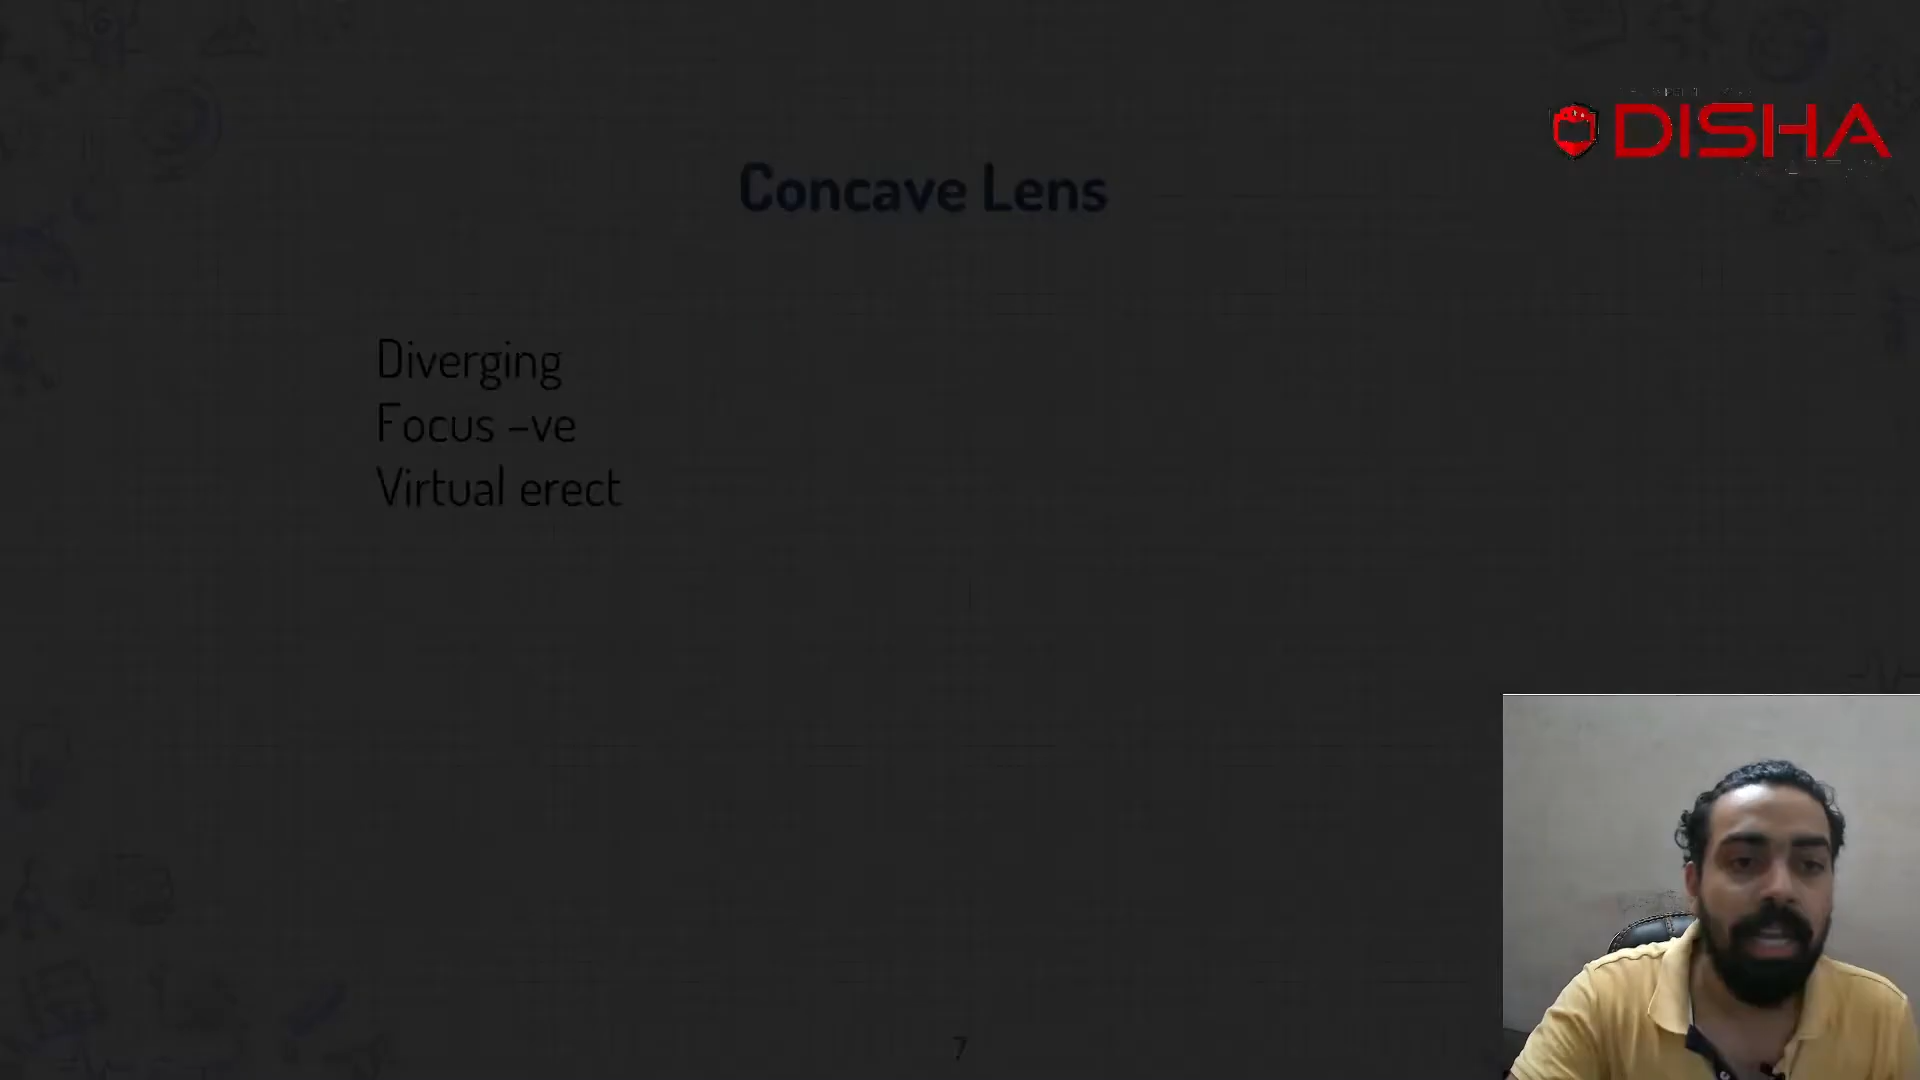 DISHA
Concave Lens
Diverging
Focus –ve
Virtual erect
7